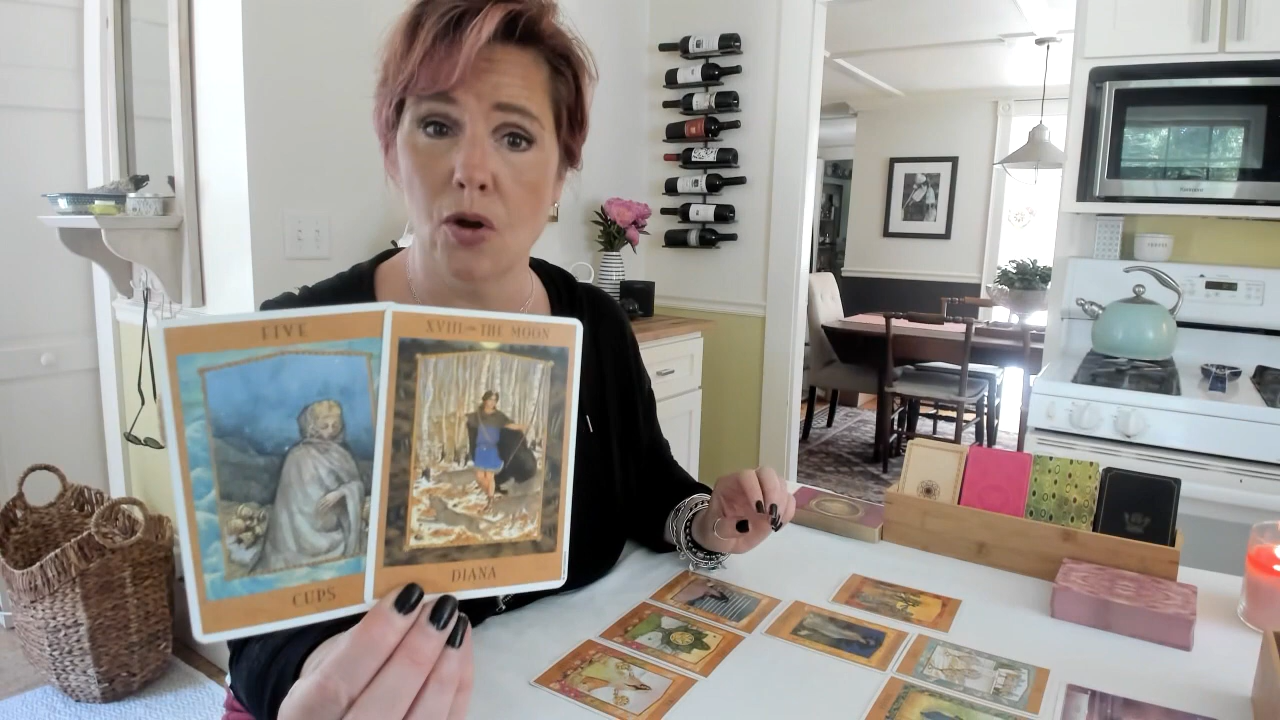 FIVE
CUPS
XVIII — THE MOON
DIANA